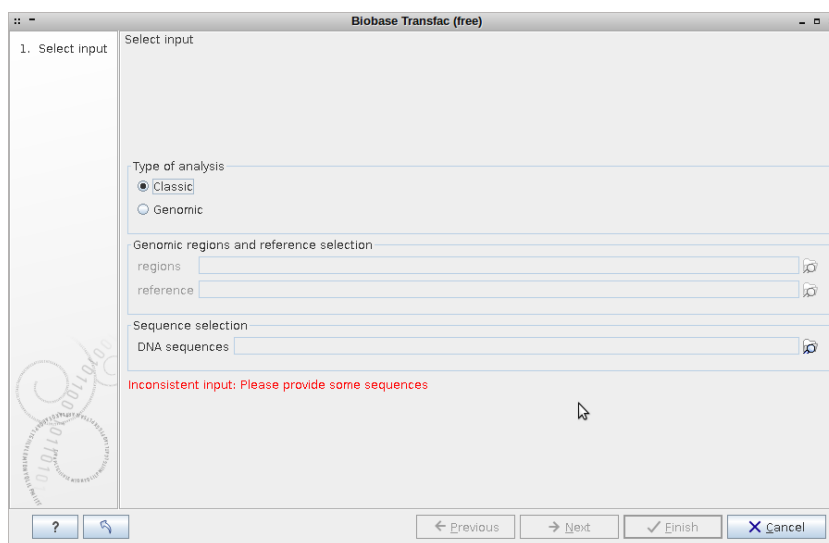 Biobase Transfac (free)
1. Select input
Select input
Type of analysis
Classic
Genomic
Genomic regions and reference selection
regions
reference
Sequence selection
DNA sequences
Inconsistent input: Please provide some sequences
? Previous Next Finish Cancel